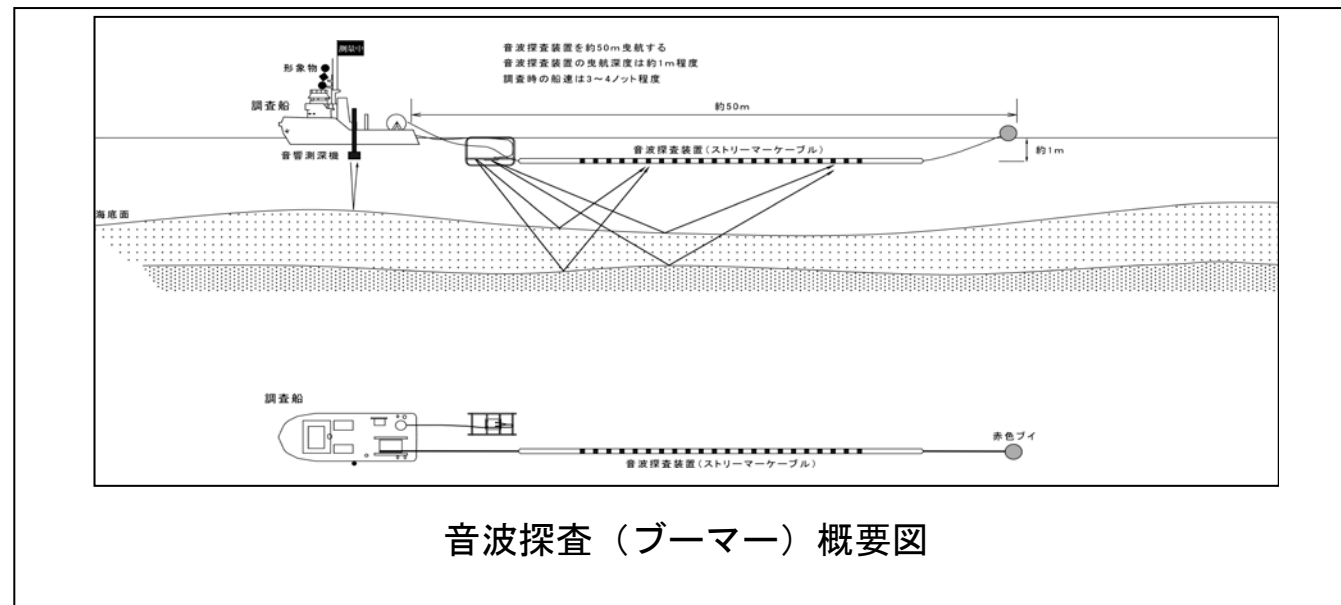 測量中
形象物
音波探査装置を約50m曳航する
音波探査装置の曳航深度は約1m程度
調査時の船速は3～4ノット程度
調査船
約50m
音響測深機
音波探査装置(ストリーマーケーブル)
約1m
海底面
調査船
赤色ブイ
音波探査装置(ストリーマーケーブル)
音波探査（ブーマー）概要図